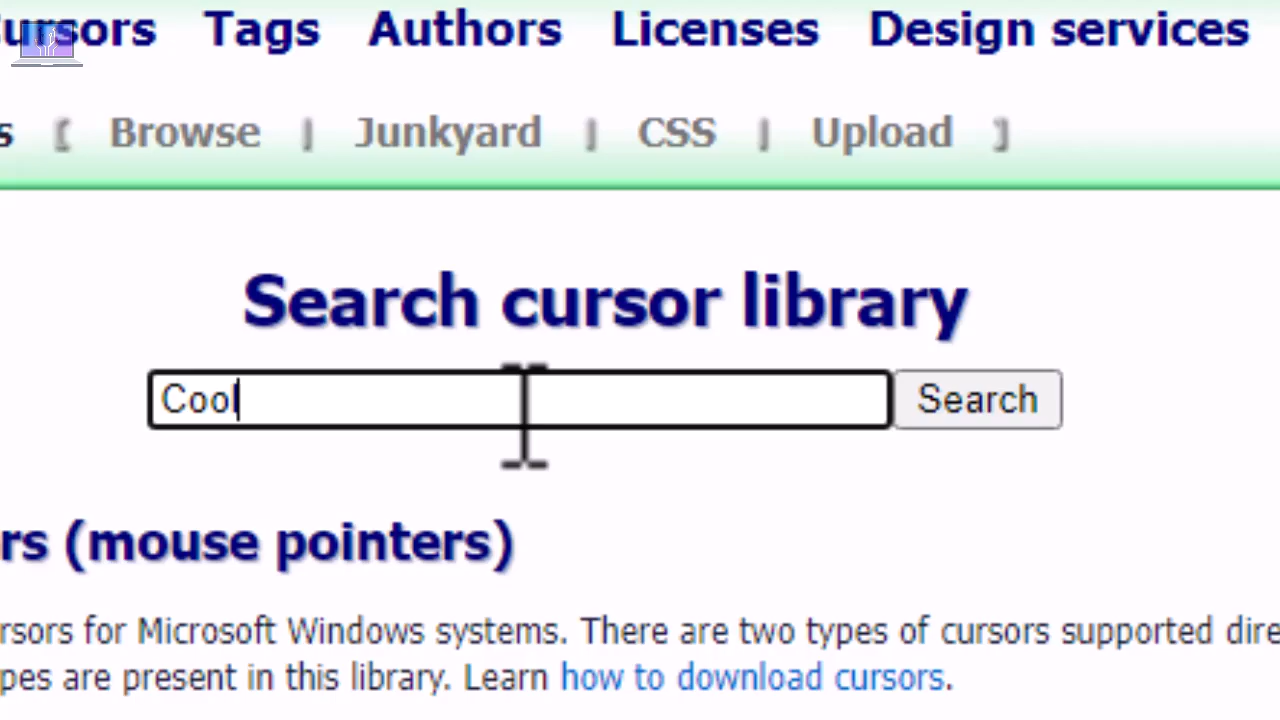 Cursors Tags Authors Licenses Design services
s [ Browse | Junkyard | CSS | Upload ]
Search cursor library
Cool Search
rs (mouse pointers)
rsors for Microsoft Windows systems. There are two types of cursors supported dire
pes are present in this library. Learn how to download cursors.